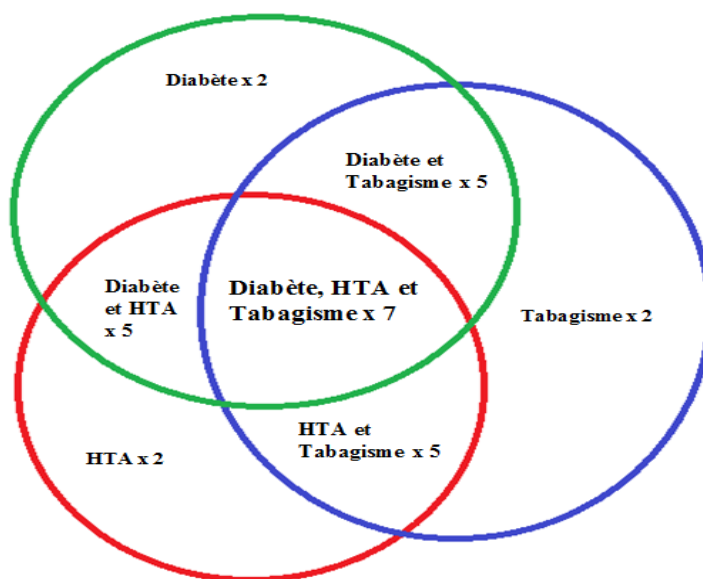 Diabète x 2
Diabète et
Tabagisme x 5
Diabète
et HTA
x 5
Diabète, HTA et
Tabagisme x 7
Tabagisme x 2
HTA et
Tabagisme x 5
HTA x 2